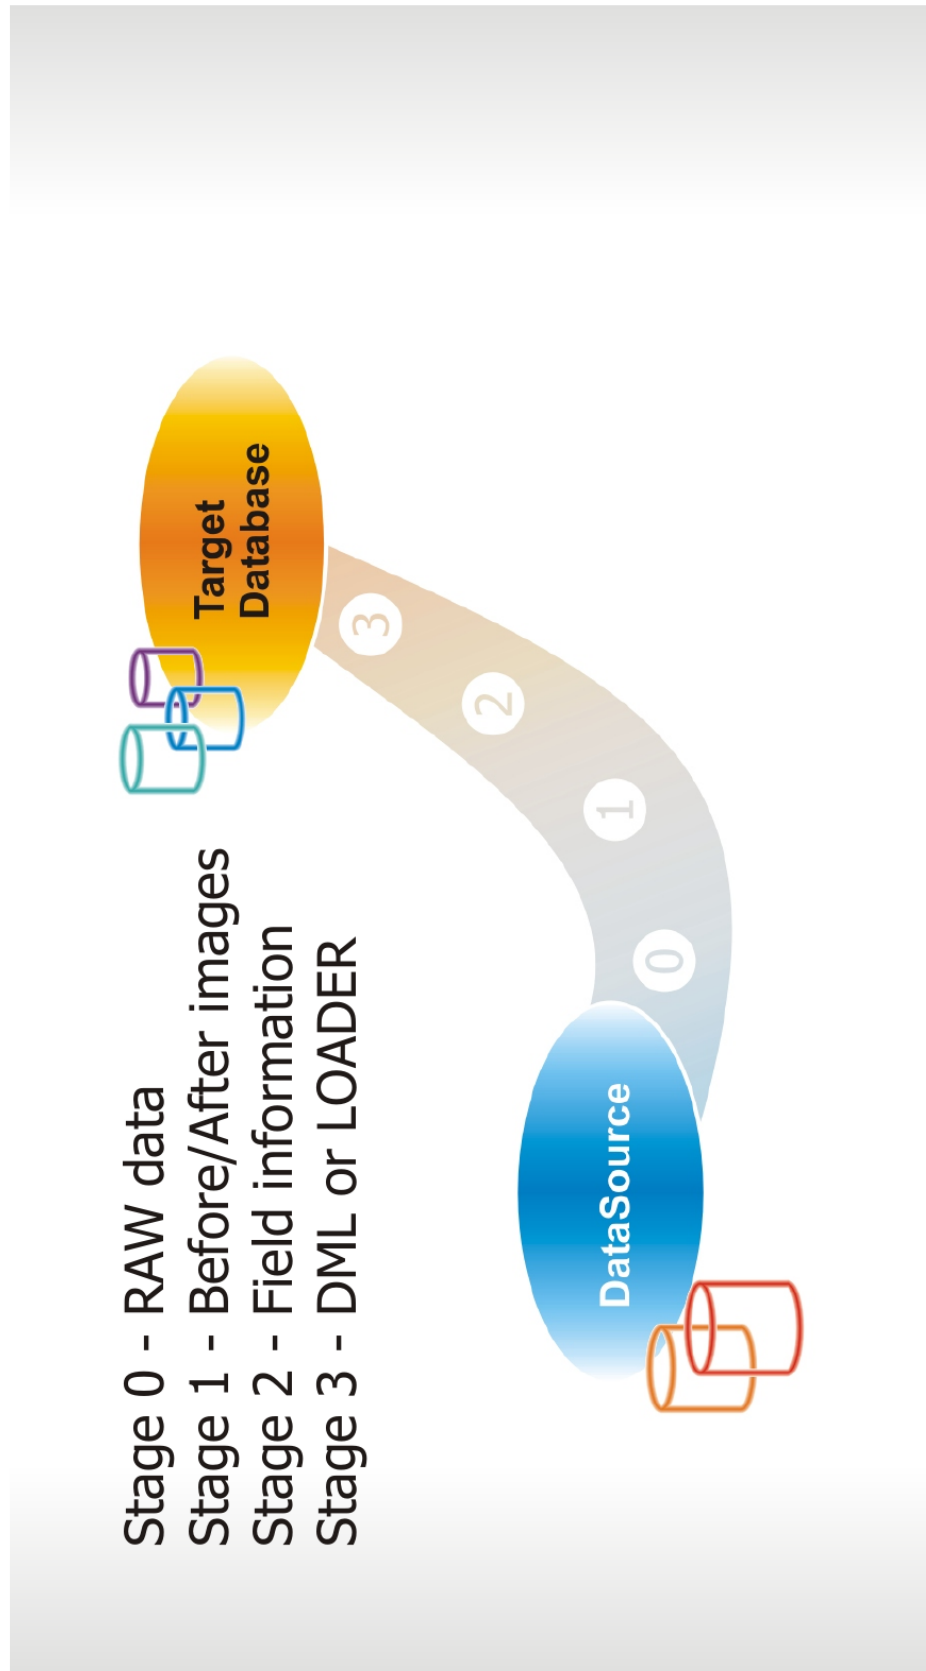 Stage 0 - RAW data
Stage 1 - Before/After images
Stage 2 - Field information
Stage 3 - DML or LOADER
Target
Database
3
2
1
0
DataSource